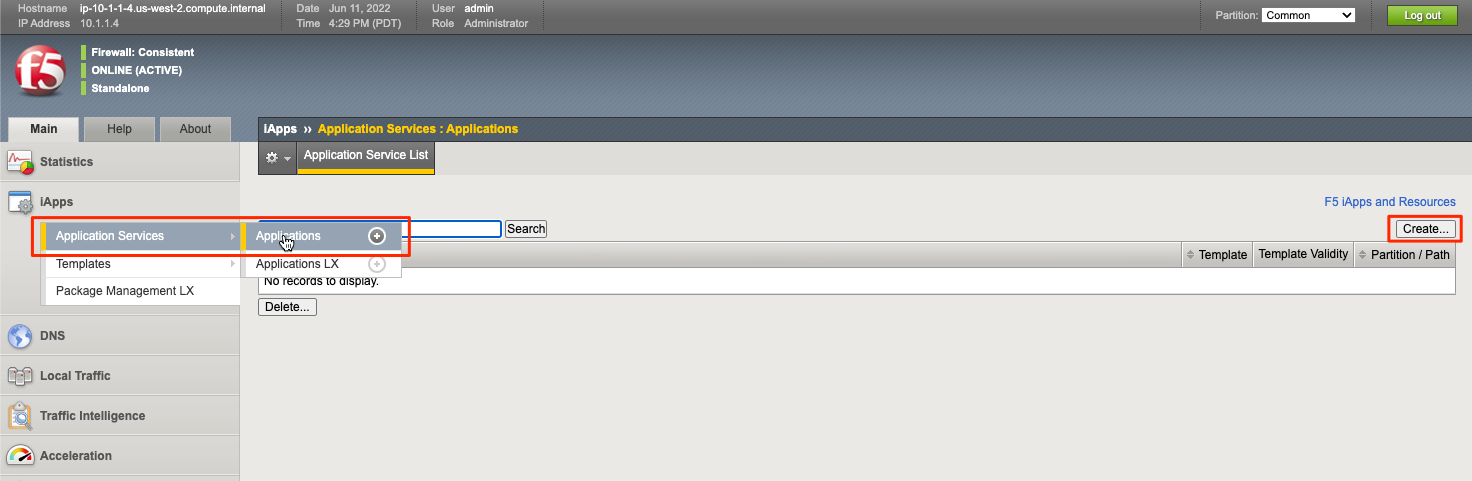 Hostname ip-10-1-1-4.us-west-2.compute.internal Date Jun 11, 2022 User admin Partition: Common Log out
IP Address 10.1.1.4 Time 4:29 PM (PDT) Role Administrator
f5
Firewall: Consistent
ONLINE (ACTIVE)
Standalone
Main Help About
iApps ›› Application Services : Applications
Application Service List
Statistics
iApps
F5 iApps and Resources
Application Services Applications Search Create...
Templates Applications LX Template Template Validity Partition / Path
Package Management LX No records to display.
Delete...
DNS
Local Traffic
Traffic Intelligence
Acceleration